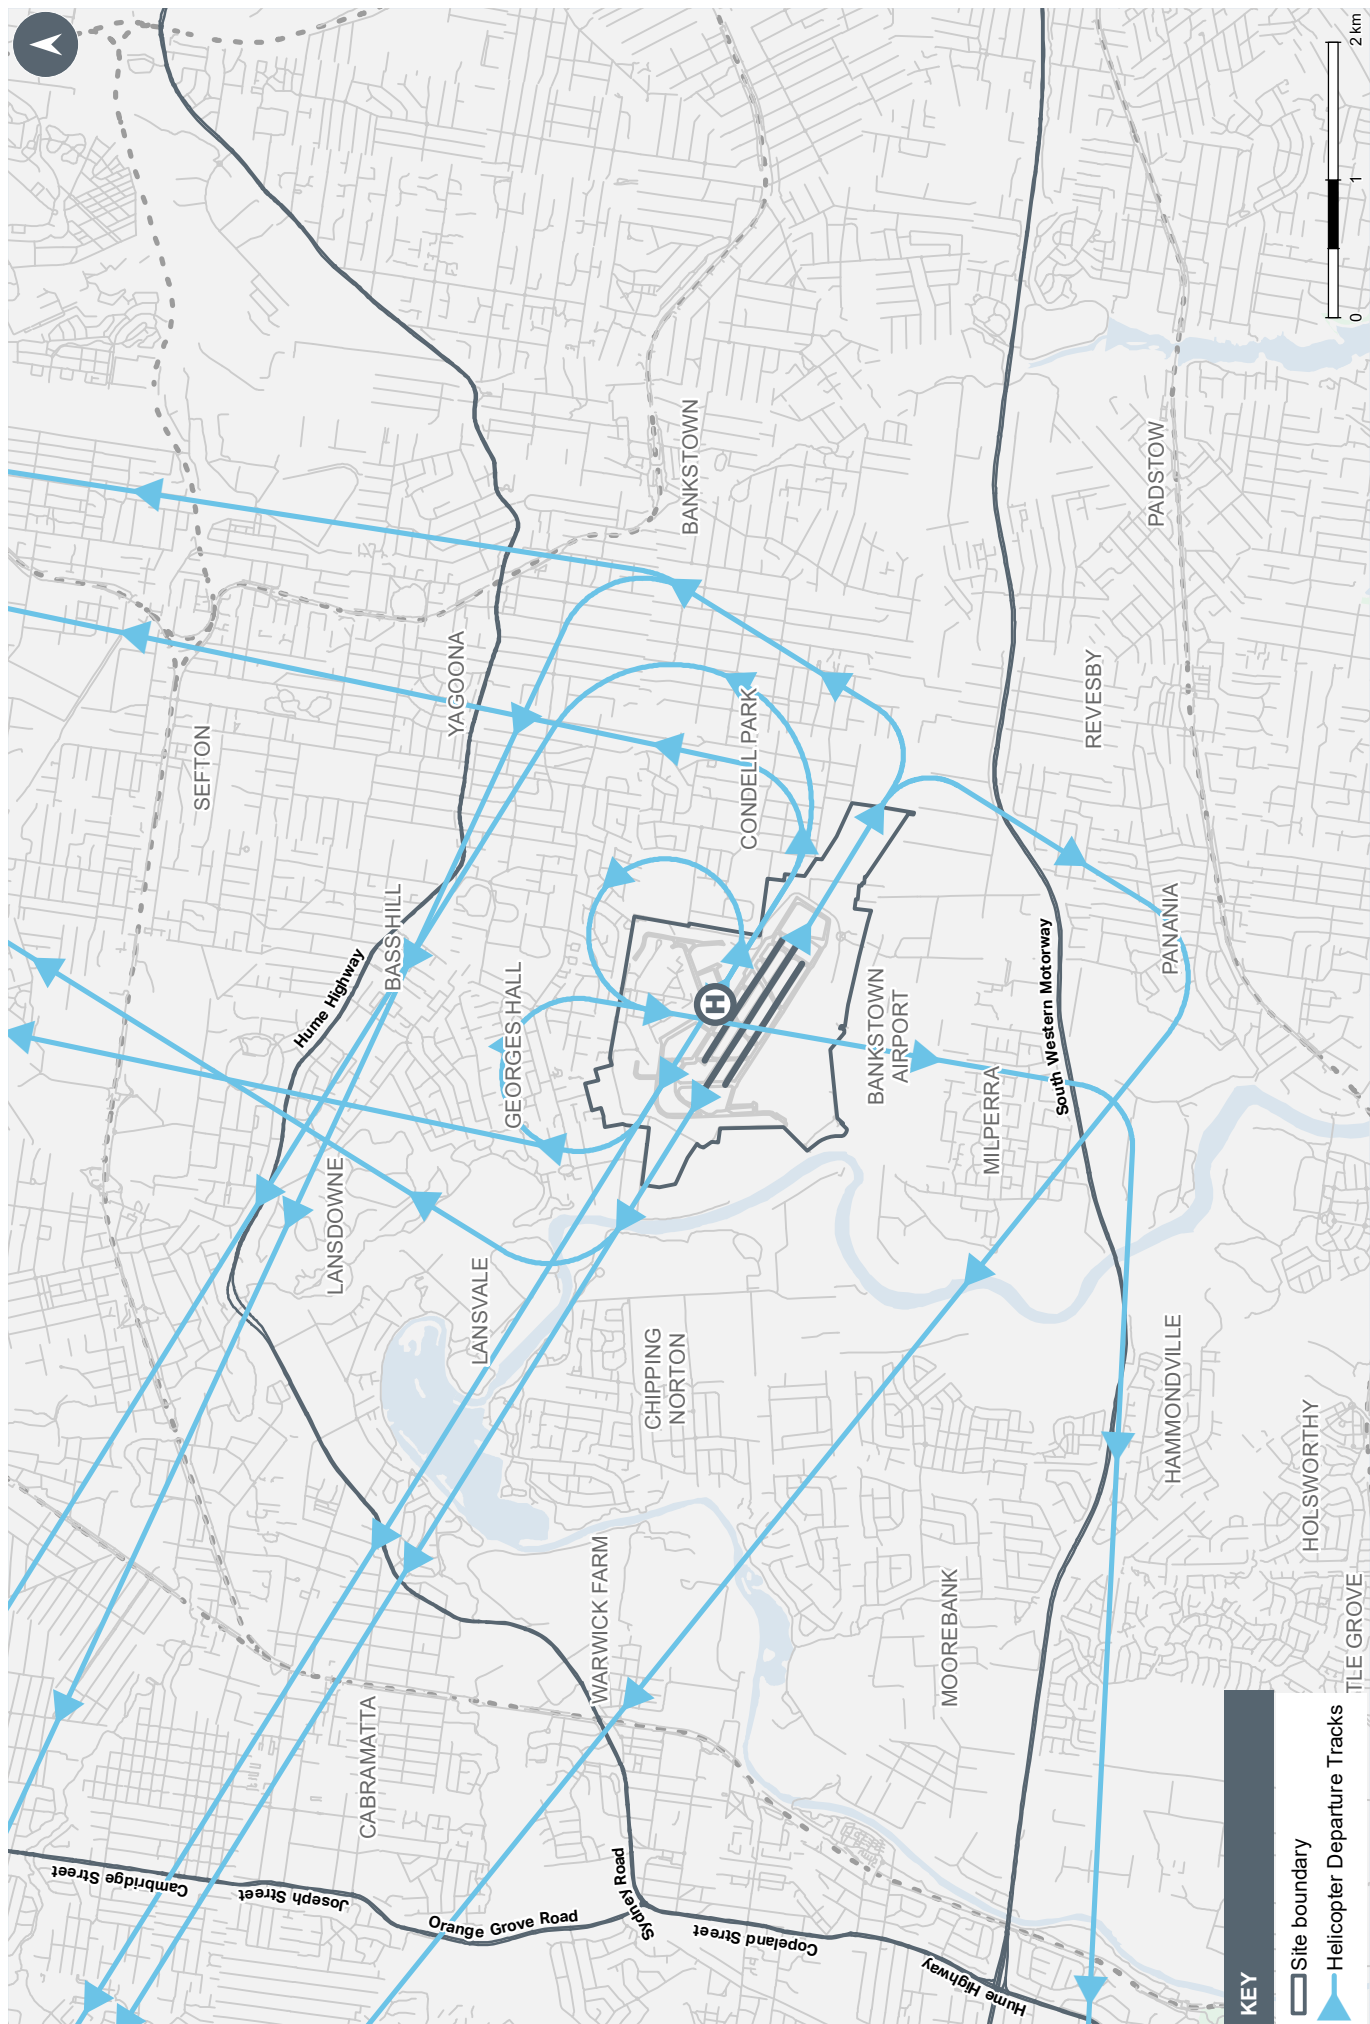 2 km
1
0
SEFTON
YAGOONA
BANKSTOWN
PADSTOW
REVESBY
CONDELL PARK
BASS HILL
Hume Highway
GEORGES HALL
H
BANKSTOWN
AIRPORT
South Western Motorway
PANANIA
MILPERRA
LANSDOWNE
LANSVALE
CHIPPING
NORTON
HAMMONDVILLE
HOLSWORTHY
WARWICK FARM
MOOREBANK
TLE GROVE
CABRAMATTA
Cambridge Street
Joseph Street
Orange Grove Road
Sydney Road
Copeland Street
Hume Highway
KEY
Site boundary
Helicopter Departure Tracks